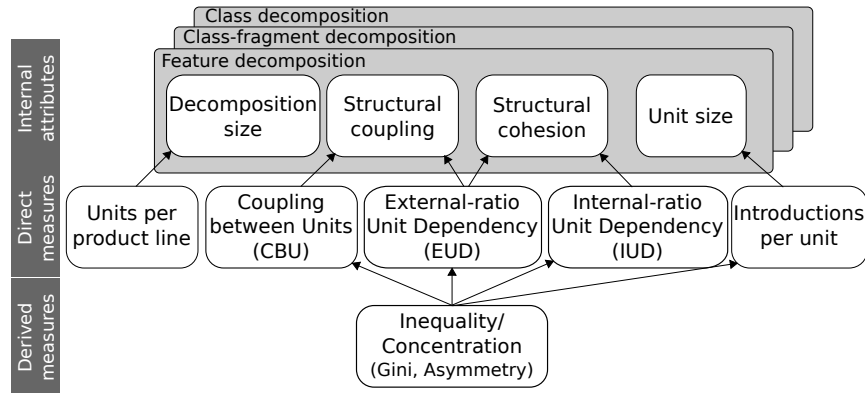 Class decomposition
Class-fragment decomposition
Feature decomposition
Internal
attributes
Decomposition
size
Structural
coupling
Structural
cohesion
Unit size
Direct
measures
Units per
product line
Coupling
between Units
(CBU)
External-ratio
Unit Dependency
(EUD)
Internal-ratio
Unit Dependency
(IUD)
Introductions
per unit
Derived
measures
Inequality/
Concentration
(Gini, Asymmetry)